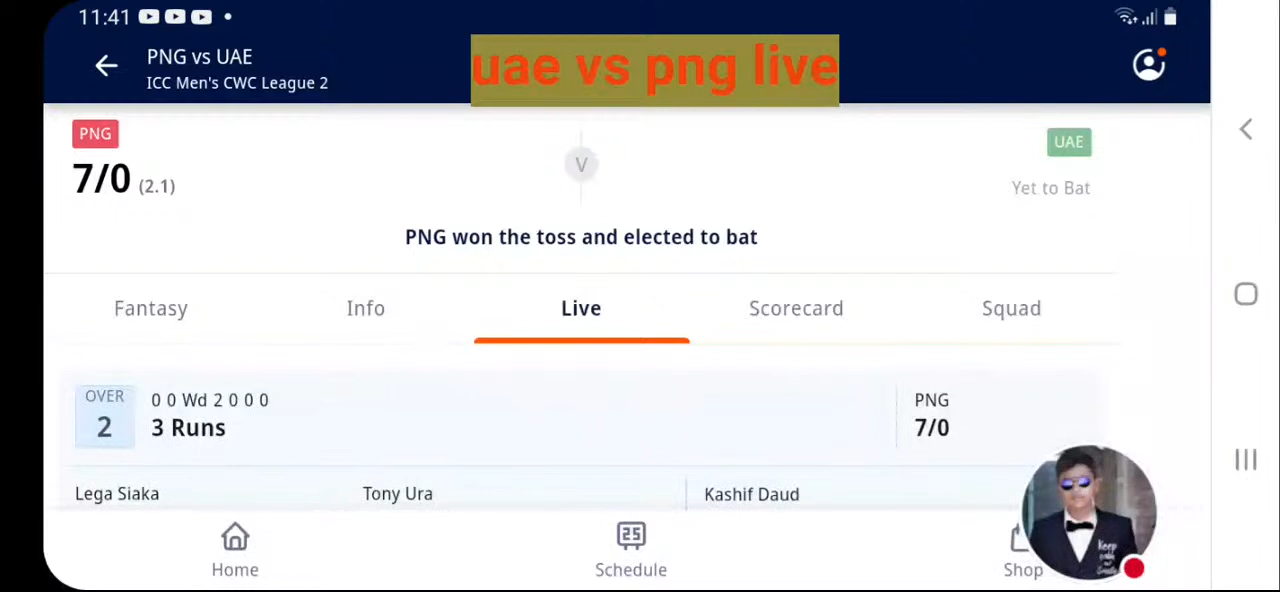 11:41
PNG vs UAE
ICC Men's CWC League 2
uae vs png live
PNG
7/0 (2.1)
V
UAE
Yet to Bat
PNG won the toss and elected to bat
Fantasy Info Live Scorecard Squad
OVER
2
0 0 Wd 2 0 0 0
3 Runs
PNG
7/0
Lega Siaka Tony Ura Kashif Daud
25
Home Schedule Shop
Keep